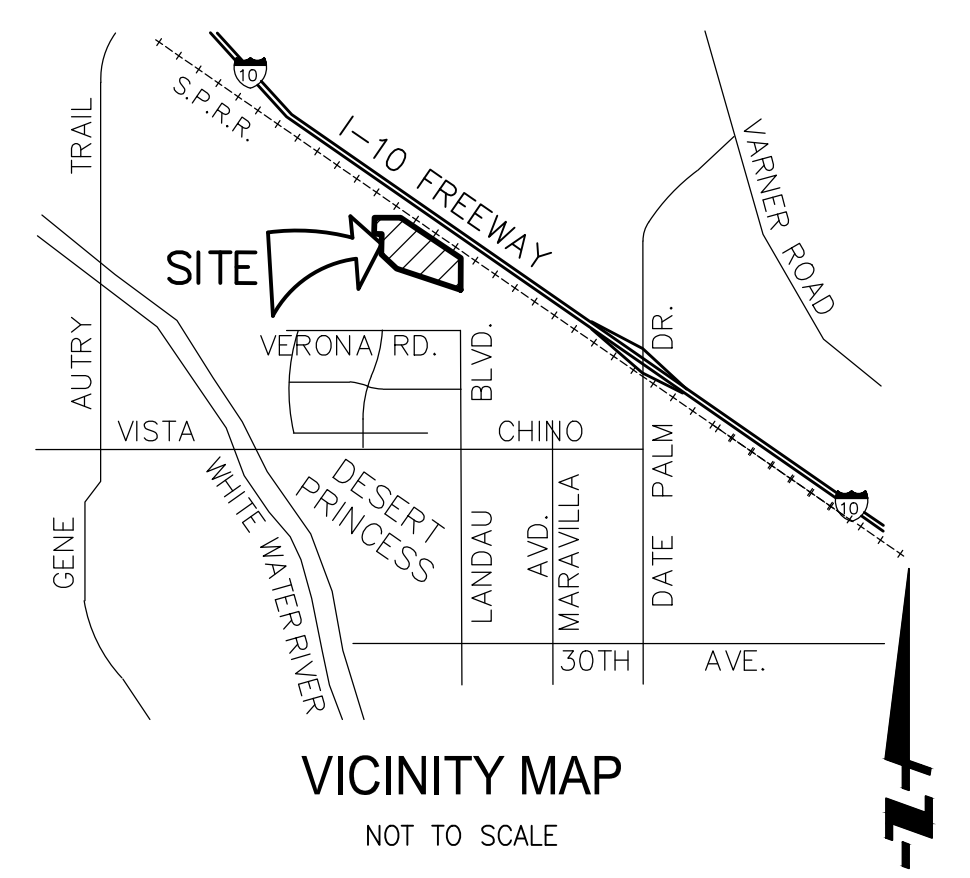 10
S.P.R.R.
I-10 FREEWAY
VARNER ROAD
GENE AUTRY TRAIL
SITE
VERONA RD.
LANDAU BLVD.
DATE PALM DR.
VISTA CHINO
DESERT
PRINCESS
WHITE WATER RIVER
MARAVILLA
AVD.
10
30TH AVE.
VICINITY MAP
NOT TO SCALE
N